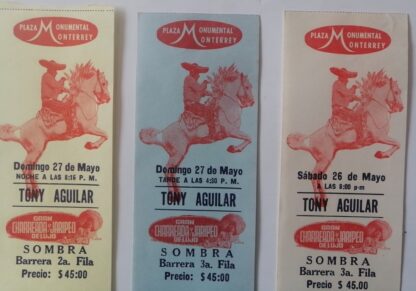 PLAZA MONUMENTAL
MONTERREY
Domingo 27 de Mayo
NOCHE A LAS 8:15 P. M.
TONY AGUILAR
GRAN
CHARREADA Y JARIPEO
DE LUJO
SOMBRA
Barrera 2a. Fila
Precio: $ 45:00
PLAZA MONUMENTAL
MONTERREY
Domingo 27 de Mayo
TARDE A LAS 4:30 P. M.
TONY AGUILAR
GRAN
CHARREADA Y JARIPEO
DE LUJO
SOMBRA
Barrera 3a. Fila
Precio: $ 45:00
PLAZA MONUMENTAL
MONTERREY
Sábado 26 de Mayo
LAS 9:00 p-m
TONY AGUILAR
GRAN
CHARREADA Y JARIPEO
DE LUJO
SOMBRA
Barrera 3a. Fila
Precio: $ 45.00